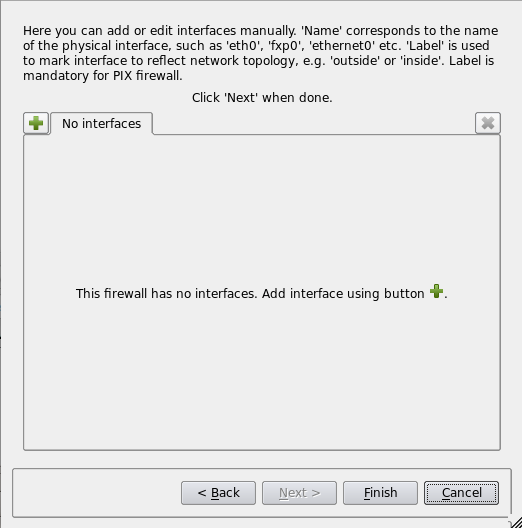 Here you can add or edit interfaces manually. 'Name' corresponds to the name
of the physical interface, such as 'eth0', 'fxp0', 'ethernet0' etc. 'Label' is used
to mark interface to reflect network topology, e.g. 'outside' or 'inside'. Label is
mandatory for PIX firewall.
Click 'Next' when done.
No interfaces
This firewall has no interfaces. Add interface using button .
< Back
Next >
Finish
Cancel